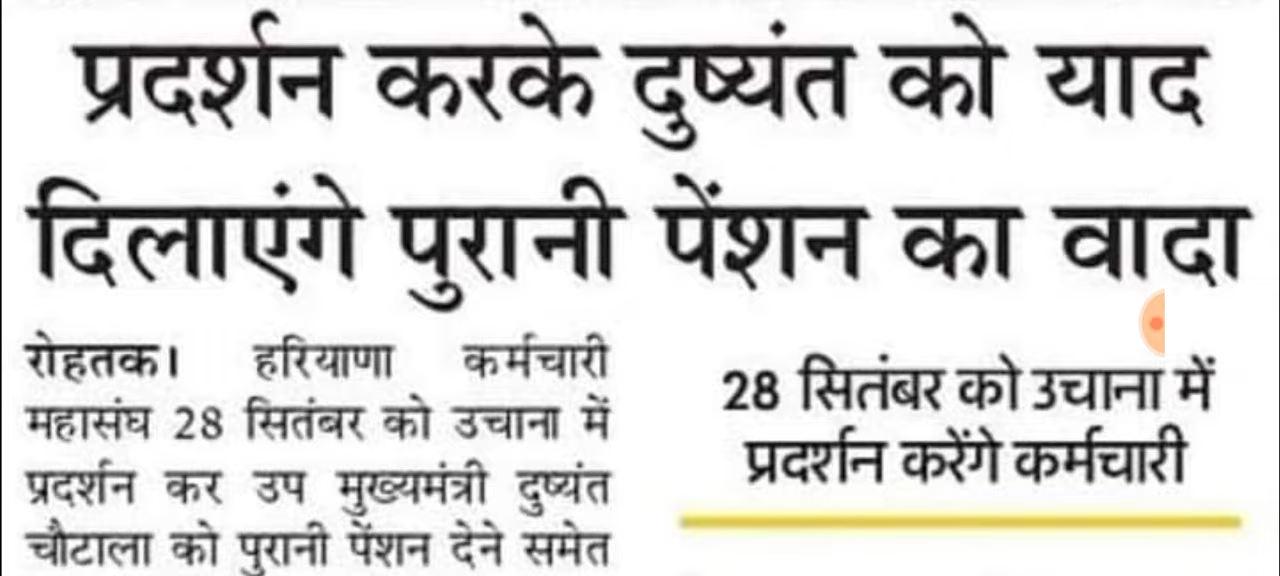 प्रदर्शन करके दुष्यंत को याद
दिलाएंगे पुरानी पेंशन का वादा
रोहतक। हरियाणा कर्मचारी
महासंघ 28 सितंबर को उचाना में
प्रदर्शन कर उप मुख्यमंत्री दुष्यंत
चौटाला को पुरानी पेंशन देने समेत
28 सितंबर को उचाना में
प्रदर्शन करेंगे कर्मचारी